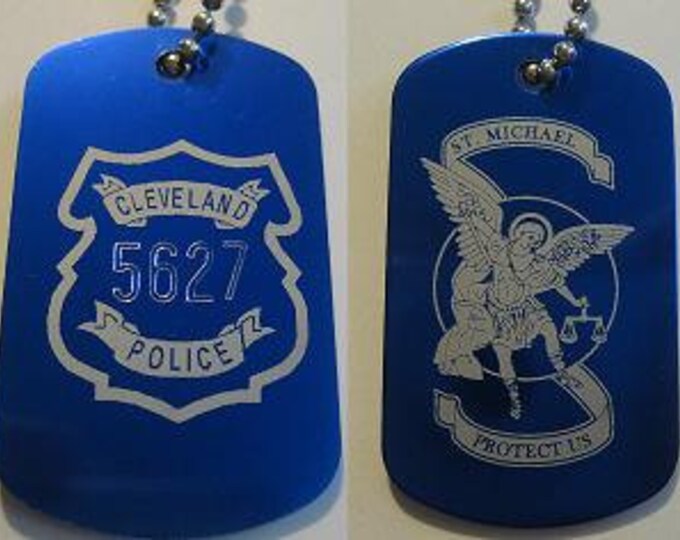 CLEVELAND
5627
POLICE
ST. MICHAEL
PROTECT US